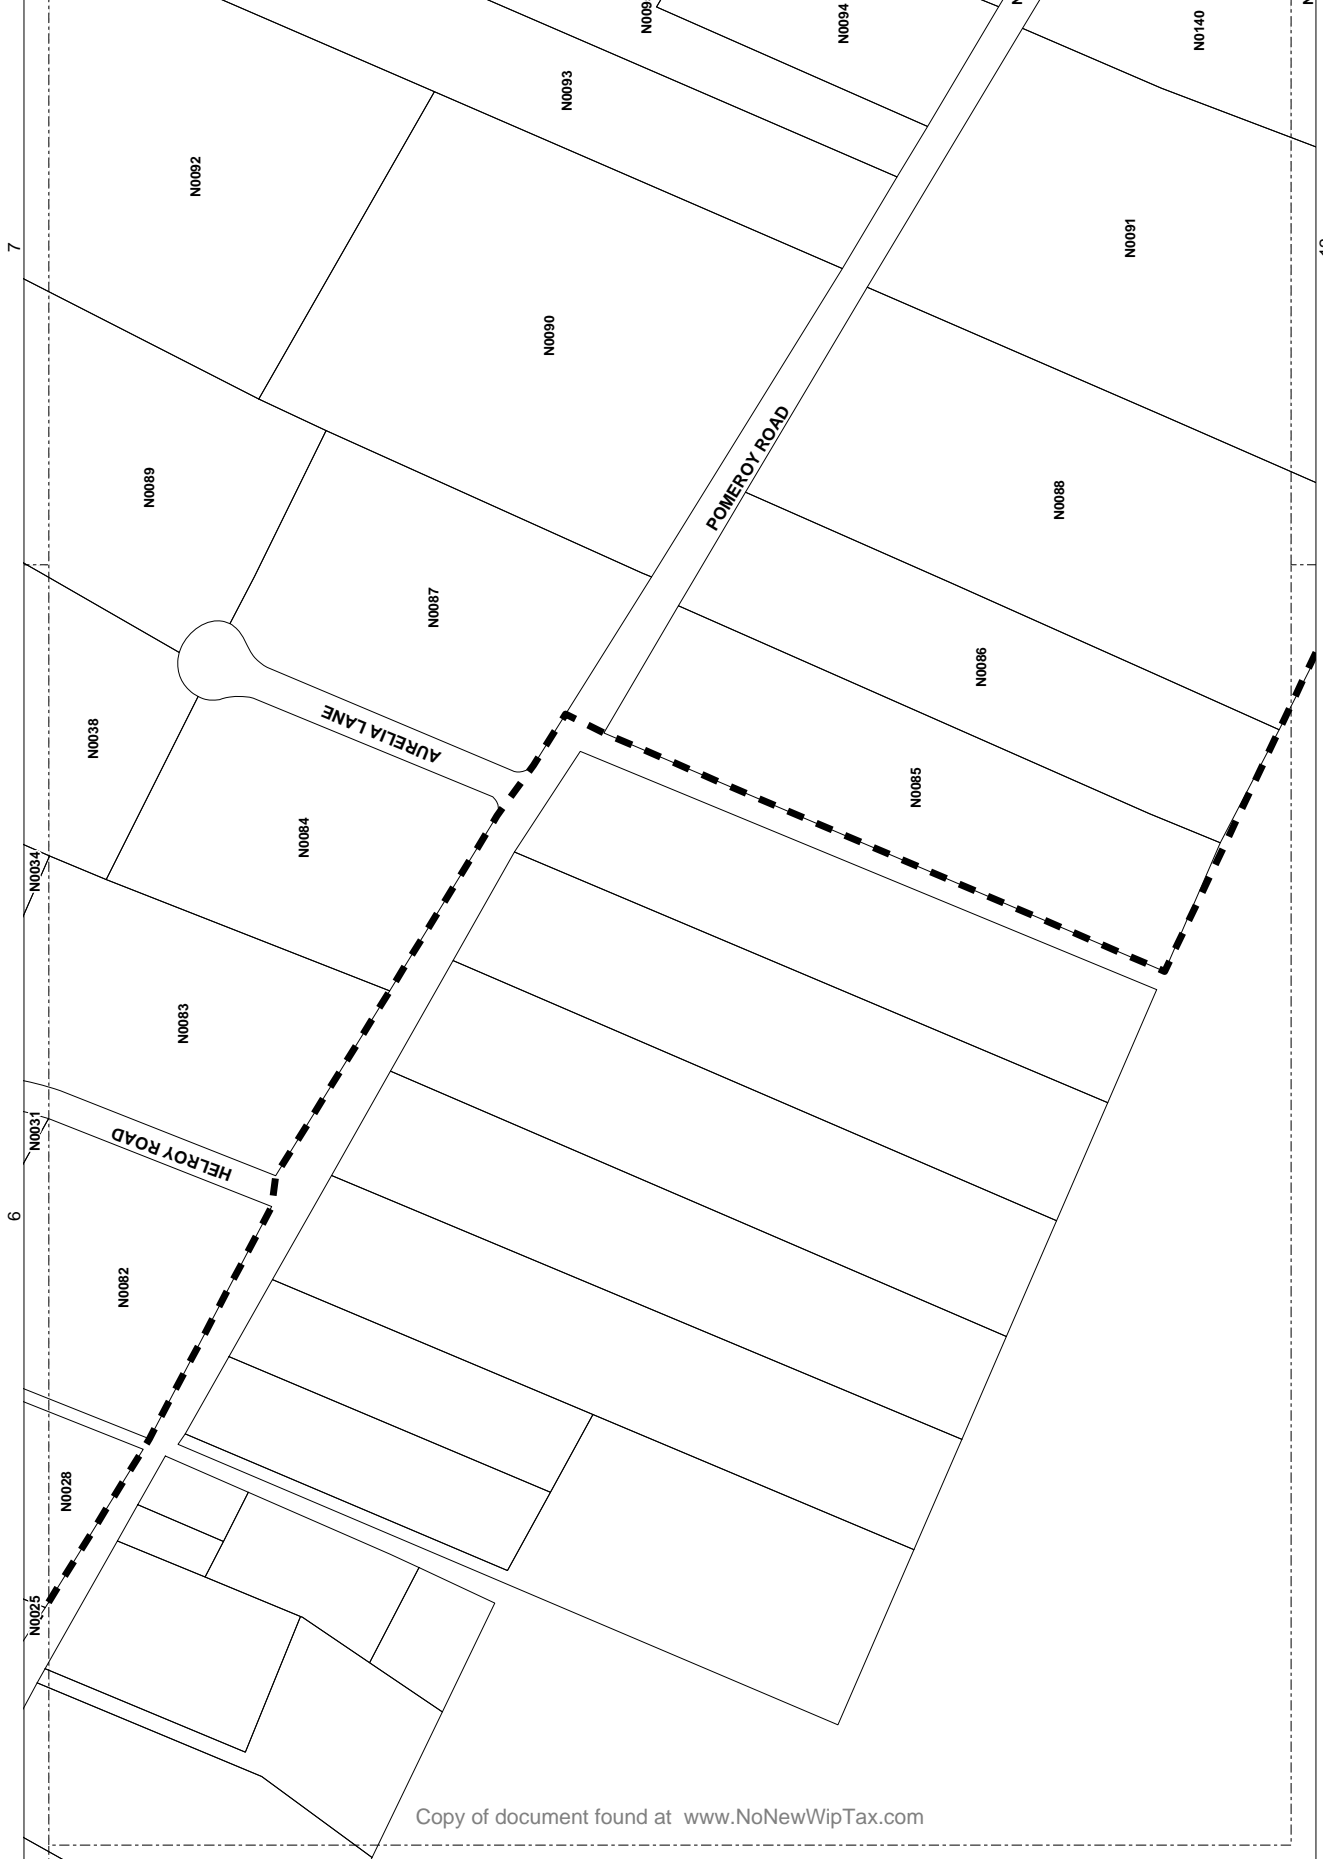 N0094
N0140
N0093
N0092
7
N0091
N0090
POMEROY ROAD
N0089
N0088
N0087
N0086
AURELIA LANE
N0038
N0085
N0084
N0034
N0083
N0031
HELROY ROAD
6
N0082
N0028
N0025
Copy of document found at www.NoNewWipTax.com